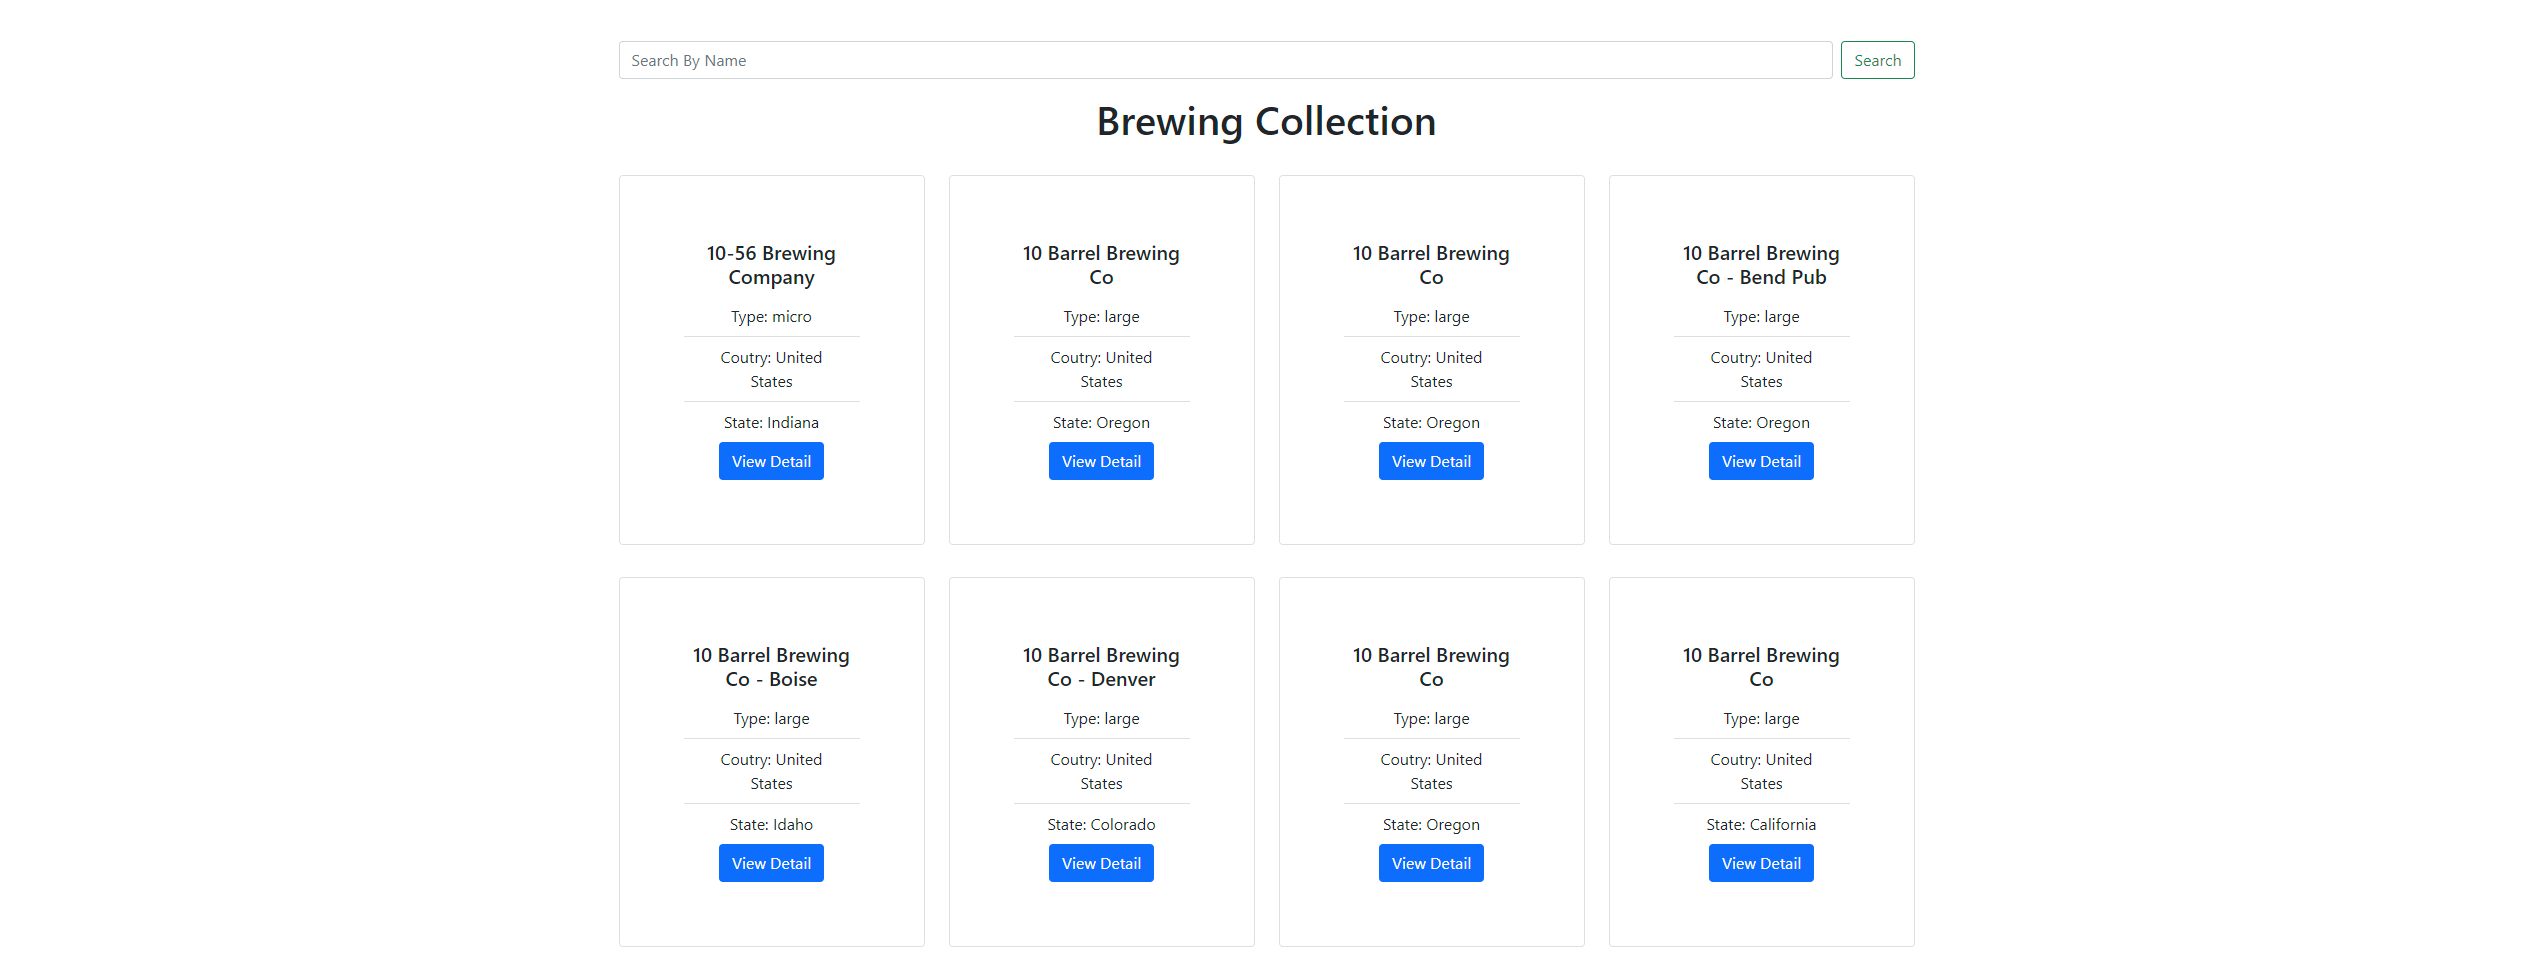 Search By Name
Search
Brewing Collection
10-56 Brewing
Company
Type: micro
Coutry: United
States
State: Indiana
View Detail
10 Barrel Brewing
Co
Type: large
Coutry: United
States
State: Oregon
View Detail
10 Barrel Brewing
Co
Type: large
Coutry: United
States
State: Oregon
View Detail
10 Barrel Brewing
Co - Bend Pub
Type: large
Coutry: United
States
State: Oregon
View Detail
10 Barrel Brewing
Co - Boise
Type: large
Coutry: United
States
State: Idaho
View Detail
10 Barrel Brewing
Co - Denver
Type: large
Coutry: United
States
State: Colorado
View Detail
10 Barrel Brewing
Co
Type: large
Coutry: United
States
State: Oregon
View Detail
10 Barrel Brewing
Co
Type: large
Coutry: United
States
State: California
View Detail